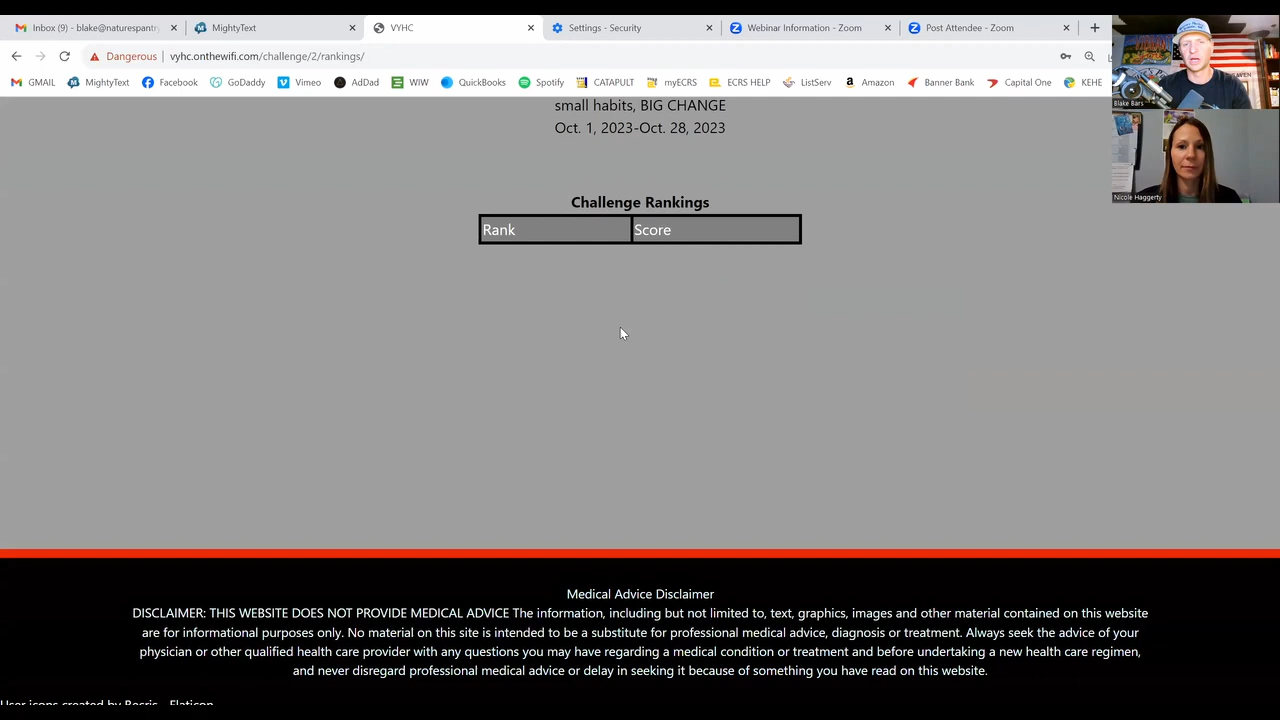 Inbox (9) - blake@naturespantr
MightyText
VYHC
Settings - Security
Webinar Information - Zoom
Post Attendee - Zoom
Dangerous
vyhc.onthewifi.com/challenge/2/rankings/
GMAIL
MightyText
Facebook
GoDaddy
Vimeo
AdDad
WIW
QuickBooks
Spotify
CATAPULT
myECRS
ECRS HELP
ListServ
Amazon
Banner Bank
Capital One
KEHE
Blake Bars
Nicole Haggerty
small habits, BIG CHANGE
Oct. 1, 2023-Oct. 28, 2023
Challenge Rankings
Rank Score
Medical Advice Disclaimer
DISCLAIMER: THIS WEBSITE DOES NOT PROVIDE MEDICAL ADVICE The information, including but not limited to, text, graphics, images and other material contained on this website
are for informational purposes only. No material on this site is intended to be a substitute for professional medical advice, diagnosis or treatment. Always seek the advice of your
physician or other qualified health care provider with any questions you may have regarding a medical condition or treatment and before undertaking a new health care regimen,
and never disregard professional medical advice or delay in seeking it because of something you have read on this website.
User icons created by Becris - Flaticon